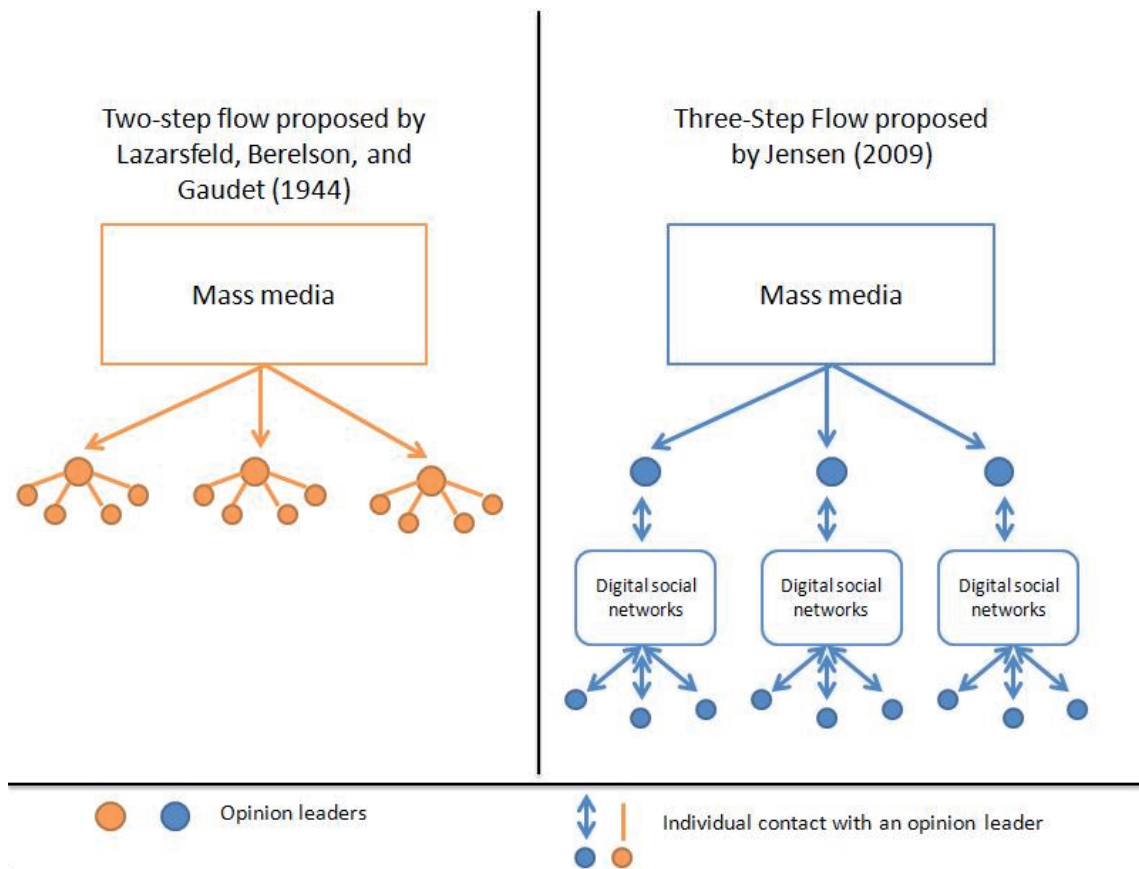 Two-step flow proposed by
Lazarsfeld, Berelson, and
Gaudet (1944)
Mass media
Three-Step Flow proposed
by Jensen (2009)
Mass media
Digital social
networks
Digital social
networks
Digital social
networks
Opinion leaders
Individual contact with an opinion leader